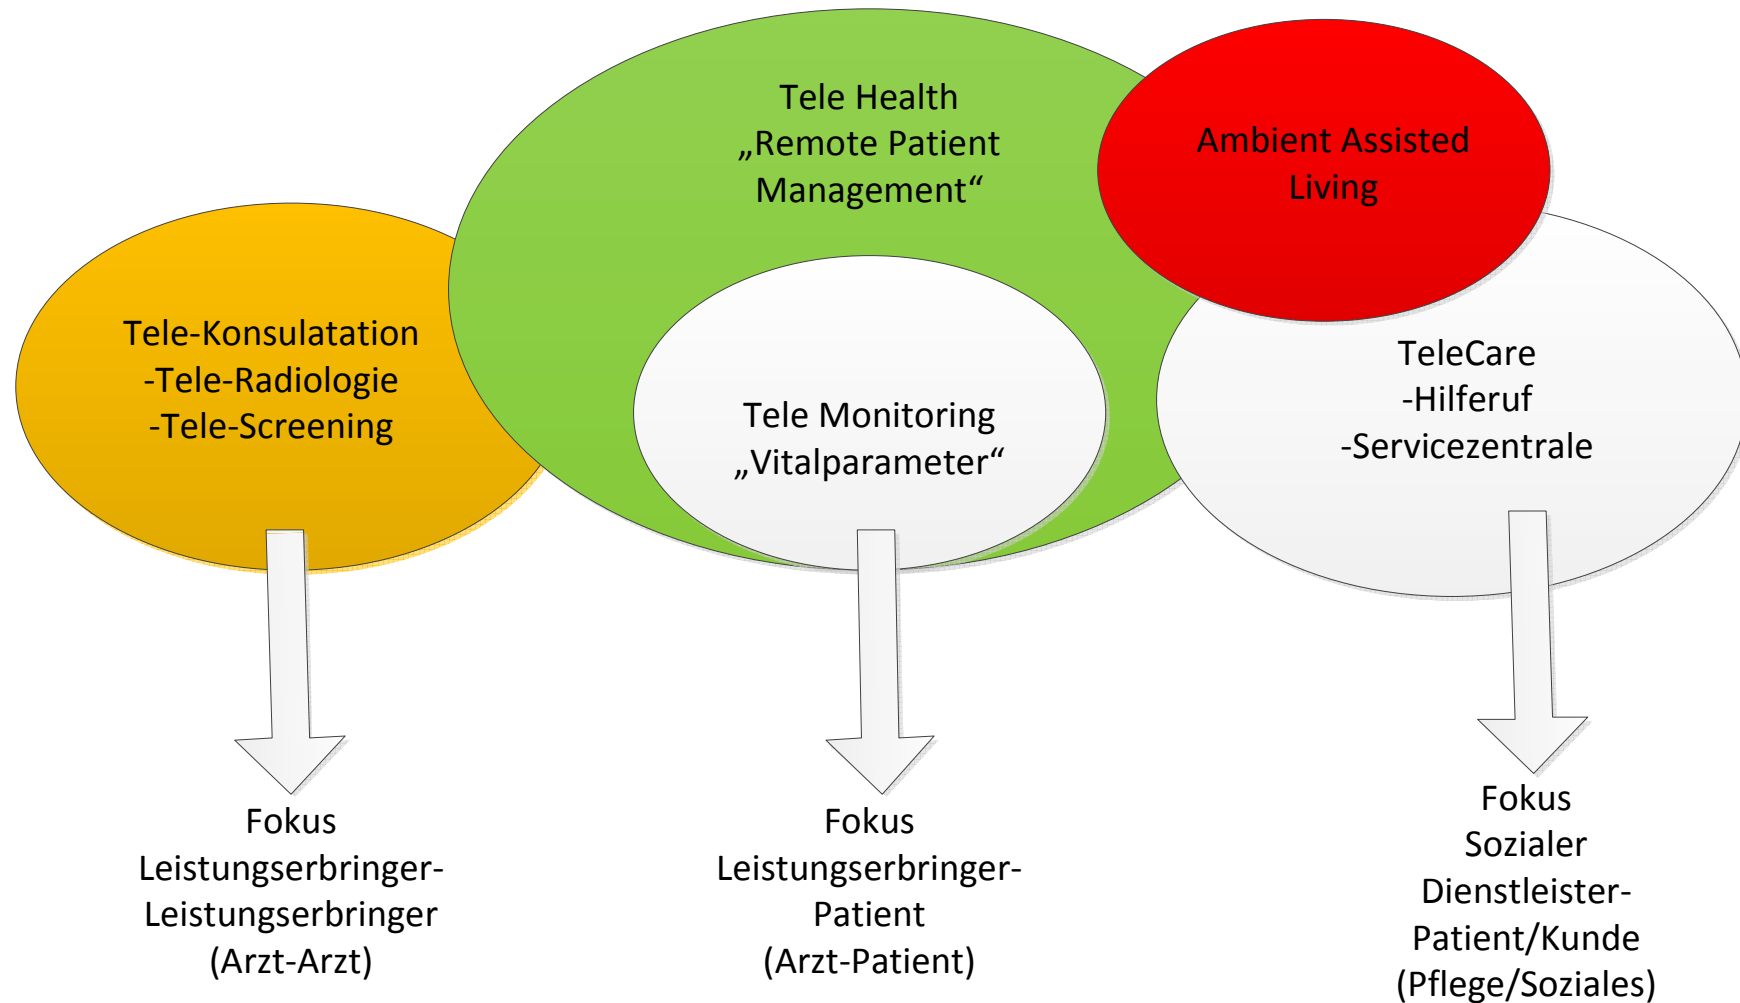 Tele Health
„Remote Patient
Management“
Ambient Assisted
Living
Tele-Konsulatation
-Tele-Radiologie
-Tele-Screening
Tele Monitoring
„Vitalparameter“
TeleCare
-Hilferuf
-Servicezentrale
Fokus
Leistungserbringer-
Leistungserbringer
(Arzt-Arzt)
Fokus
Leistungserbringer-
Patient
(Arzt-Patient)
Fokus
Sozialer
Dienstleister-
Patient/Kunde
(Pflege/Soziales)